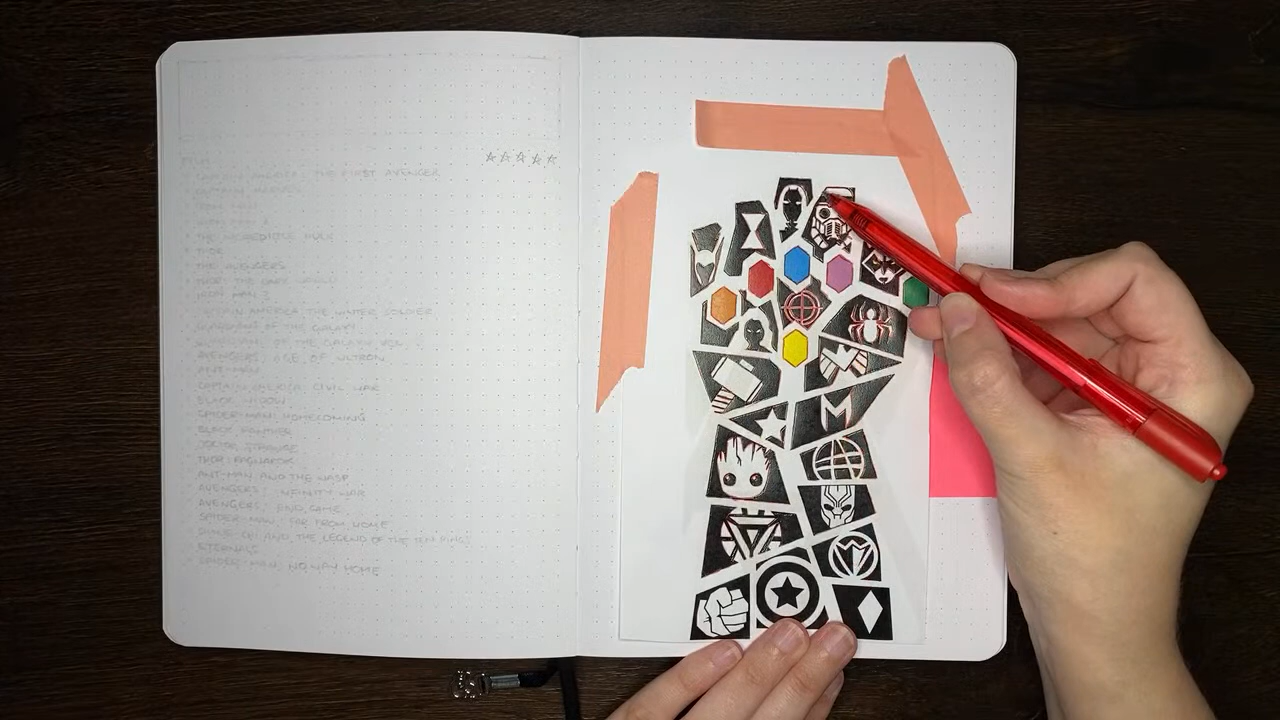 FILM
CAPTAIN AMERICA: THE FIRST AVENGER
CAPTAIN MARVEL
IRON MAN
IRON MAN 2
THE INCREDIBLE HULK
THOR
THE AVENGERS
THOR: THE DARK WORLD
IRON MAN 3
CAPTAIN AMERICA: THE WINTER SOLDIER
GUARDIANS OF THE GALAXY
GUARDIANS OF THE GALAXY VOL.
AVENGERS: AGE OF ULTRON
ANT-MAN
CAPTAIN AMERICA: CIVIL WAR
BLACK WIDOW
SPIDER-MAN: HOMECOMING
BLACK PANTHER
DOCTOR STRANGE
THOR: RAGNAROK
ANT-MAN AND THE WASP
AVENGERS: INFINITY WAR
AVENGERS: END GAME
SPIDER-MAN: FAR FROM HOME
SHANG-CHI AND THE LEGEND OF THE TEN RINGS
ETERNALS
SPIDER-MAN: NO WAY HOME